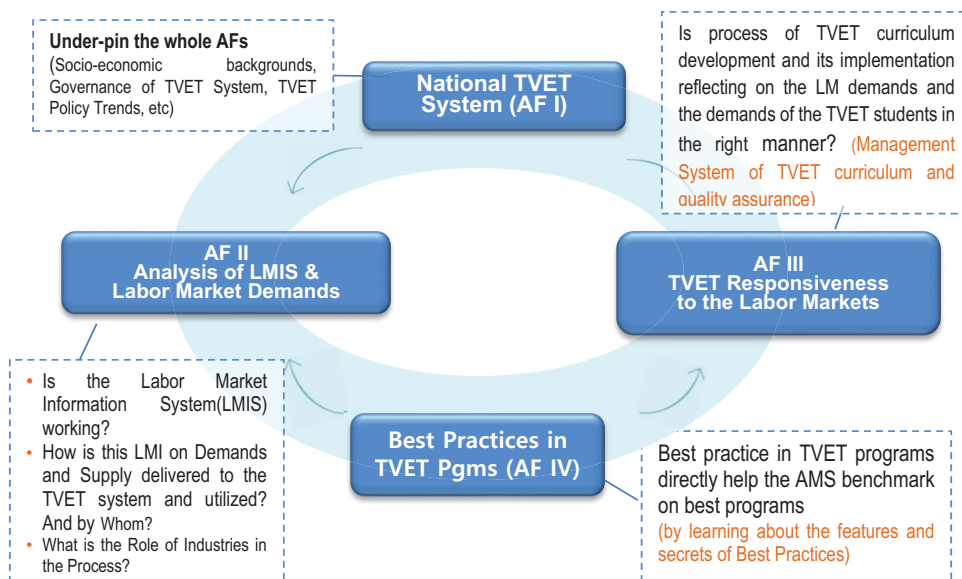 Under-pin the whole AFs
(Socio-economic backgrounds,
Governance of TVET System, TVET
Policy Trends, etc)
National TVET
System (AF I)
Is process of TVET curriculum
development and its implementation
reflecting on the LM demands and
the demands of the TVET students in
the right manner? (Management
System of TVET curriculum and
quality assurance)
AF II
Analysis of LMIS &
Labor Market Demands
AF III
TVET Responsiveness
to the Labor Markets
• Is the Labor Market
Information System(LMIS)
working?
• How is this LMI on Demands
and Supply delivered to the
TVET system and utilized?
And by Whom?
• What is the Role of Industries in
the Process?
Best Practices in
TVET Pgms (AF IV)
Best practice in TVET programs
directly help the AMS benchmark
on best programs
(by learning about the features and
secrets of Best Practices)